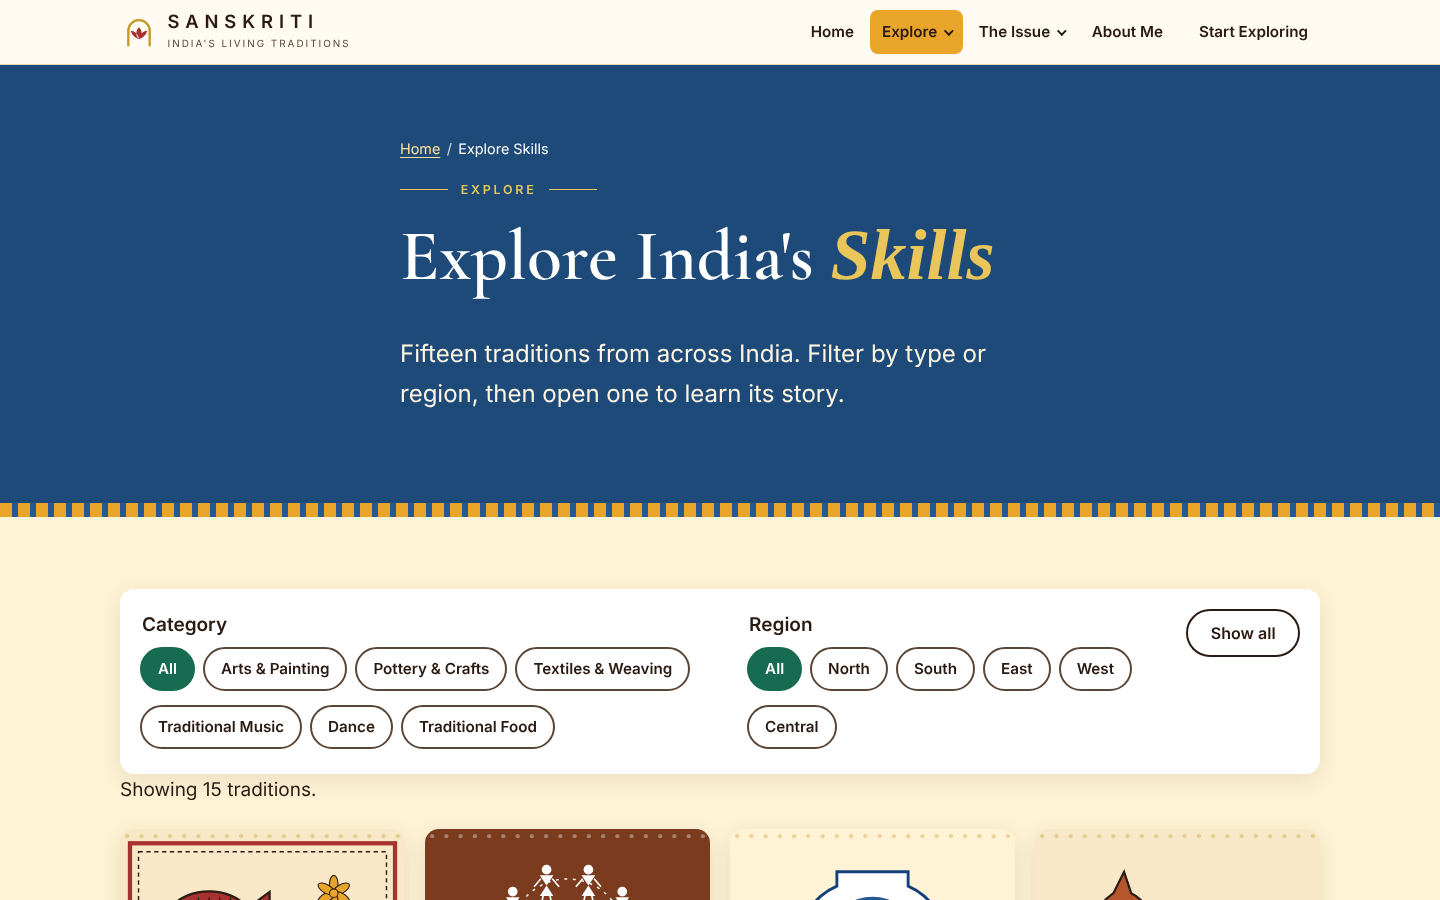 SANSKRITI
INDIA'S LIVING TRADITIONS
Home
Explore
The Issue
About Me
Start Exploring
Home / Explore Skills
EXPLORE
Explore India's Skills
Fifteen traditions from across India. Filter by type or
region, then open one to learn its story.
Category
All
Arts & Painting
Pottery & Crafts
Textiles & Weaving
Traditional Music
Dance
Traditional Food
Region
All
North
South
East
West
Central
Show all
Showing 15 traditions.